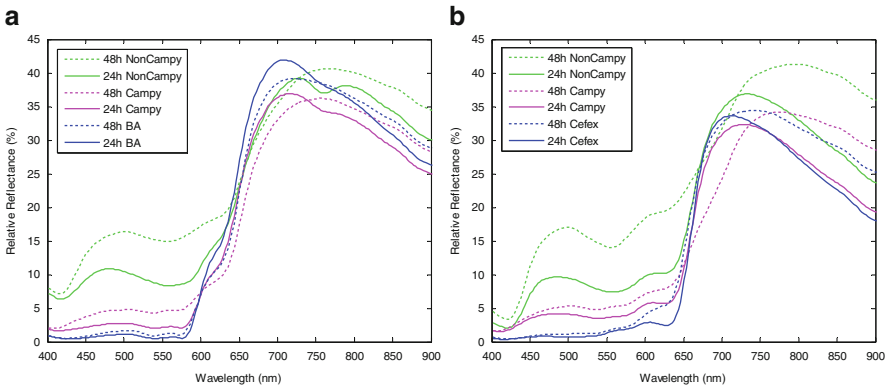 a
45
40
35
30
25
20
15
10
5
0
Relative Reflectance (%)
48h NonCampy
24h NonCampy
48h Campy
24h Campy
48h BA
24h BA
400 450 500 550 600 650 700 750 800 850 900
Wavelength (nm)
b
45
40
35
30
25
20
15
10
5
0
Relative Reflectance (%)
48h NonCampy
24h NonCampy
48h Campy
24h Campy
48h Cefex
24h Cefex
400 450 500 550 600 650 700 750 800 850 900
Wavelength (nm)